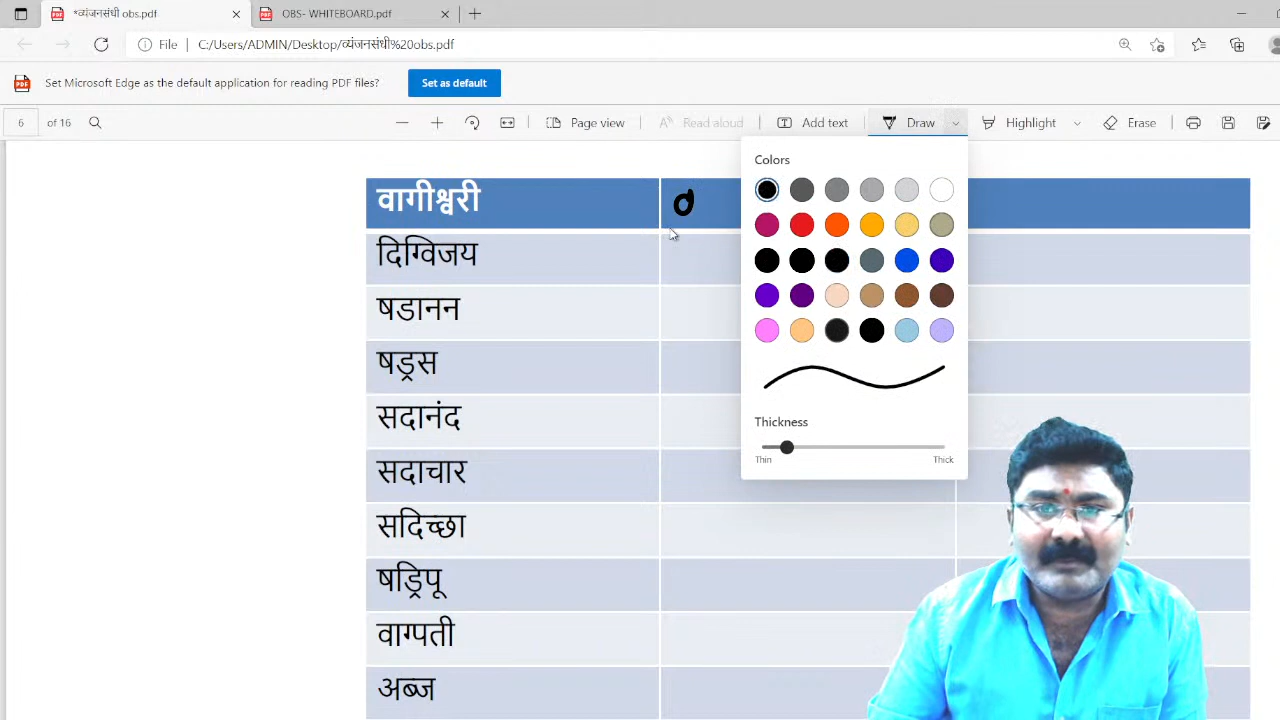 *व्यंजनसंधी obs.pdf
OBS- WHITEBOARD.pdf
File
C:/Users/ADMIN/Desktop/व्यंजनसंधी%20obs.pdf
Set Microsoft Edge as the default application for reading PDF files?
Set as default
6 of 16
Page view
Read aloud
Add text
Draw
Highlight
Erase
Colors
Thickness
Thin
Thick
वागीश्वरी
दिग्विजय
षडानन
षड्रस
सदानंद
सदाचार
सदिच्छा
षड्रिपू
वाग्पती
अब्ज